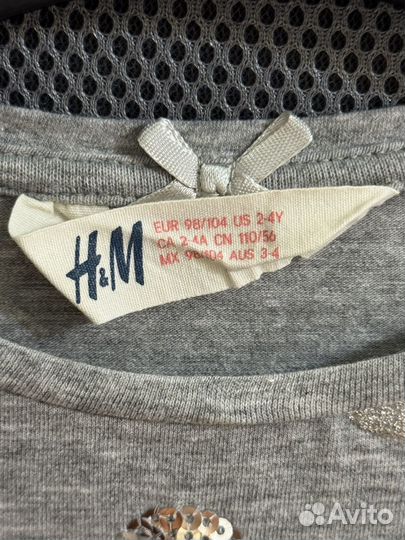 H&M
EUR 98/104 US 2-4Y
CA 2-4A CN 110/56
MX 98/104 AUS 3-4
Avito